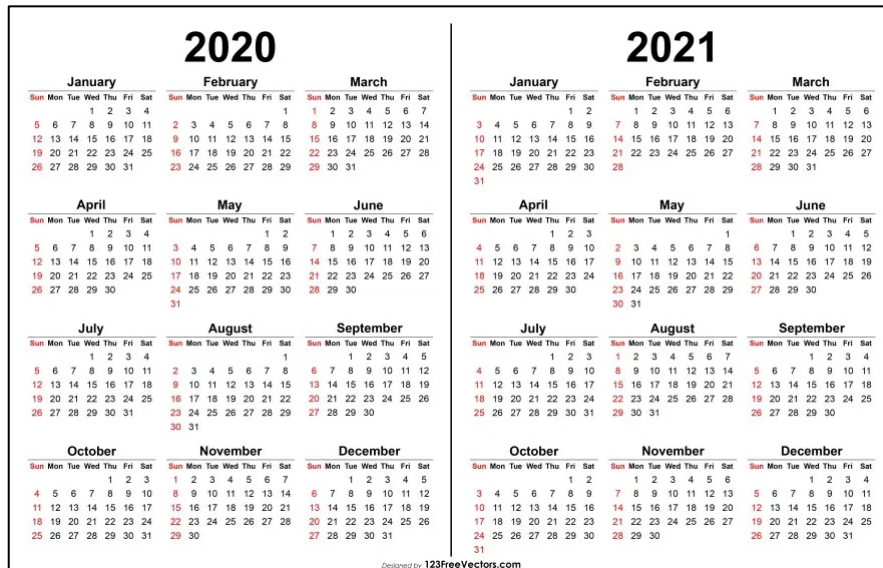 2020
January
Sun Mon Tue Wed Thu Fri Sat
1 2 3 4
5 6 7 8 9 10 11
12 13 14 15 16 17 18
19 20 21 22 23 24 25
26 27 28 29 30 31
February
Sun Mon Tue Wed Thu Fri Sat
1
2 3 4 5 6 7 8
9 10 11 12 13 14 15
16 17 18 19 20 21 22
23 24 25 26 27 28 29
March
Sun Mon Tue Wed Thu Fri Sat
1 2 3 4 5 6 7
8 9 10 11 12 13 14
15 16 17 18 19 20 21
22 23 24 25 26 27 28
29 30 31
April
Sun Mon Tue Wed Thu Fri Sat
1 2 3 4
5 6 7 8 9 10 11
12 13 14 15 16 17 18
19 20 21 22 23 24 25
26 27 28 29 30
May
Sun Mon Tue Wed Thu Fri Sat
1 2
3 4 5 6 7 8 9
10 11 12 13 14 15 16
17 18 19 20 21 22 23
24 25 26 27 28 29 30
31
June
Sun Mon Tue Wed Thu Fri Sat
1 2 3 4 5 6
7 8 9 10 11 12 13
14 15 16 17 18 19 20
21 22 23 24 25 26 27
28 29 30
July
Sun Mon Tue Wed Thu Fri Sat
1 2 3 4
5 6 7 8 9 10 11
12 13 14 15 16 17 18
19 20 21 22 23 24 25
26 27 28 29 30 31
August
Sun Mon Tue Wed Thu Fri Sat
1
2 3 4 5 6 7 8
9 10 11 12 13 14 15
16 17 18 19 20 21 22
23 24 25 26 27 28 29
30 31
September
Sun Mon Tue Wed Thu Fri Sat
1 2 3 4 5
6 7 8 9 10 11 12
13 14 15 16 17 18 19
20 21 22 23 24 25 26
27 28 29 30
October
Sun Mon Tue Wed Thu Fri Sat
1 2 3
4 5 6 7 8 9 10
11 12 13 14 15 16 17
18 19 20 21 22 23 24
25 26 27 28 29 30 31
November
Sun Mon Tue Wed Thu Fri Sat
1 2 3 4 5 6 7
8 9 10 11 12 13 14
15 16 17 18 19 20 21
22 23 24 25 26 27 28
29 30
December
Sun Mon Tue Wed Thu Fri Sat
1 2 3 4 5
6 7 8 9 10 11 12
13 14 15 16 17 18 19
20 21 22 23 24 25 26
27 28 29 30 31
2021
January
Sun Mon Tue Wed Thu Fri Sat
1 2
3 4 5 6 7 8 9
10 11 12 13 14 15 16
17 18 19 20 21 22 23
24 25 26 27 28 29 30
31
February
Sun Mon Tue Wed Thu Fri Sat
1 2 3 4 5 6
7 8 9 10 11 12 13
14 15 16 17 18 19 20
21 22 23 24 25 26 27
28
March
Sun Mon Tue Wed Thu Fri Sat
1 2 3 4 5 6
7 8 9 10 11 12 13
14 15 16 17 18 19 20
21 22 23 24 25 26 27
28 29 30 31
April
Sun Mon Tue Wed Thu Fri Sat
1 2 3
4 5 6 7 8 9 10
11 12 13 14 15 16 17
18 19 20 21 22 23 24
25 26 27 28 29 30
May
Sun Mon Tue Wed Thu Fri Sat
1
2 3 4 5 6 7 8
9 10 11 12 13 14 15
16 17 18 19 20 21 22
23 24 25 26 27 28 29
30 31
June
Sun Mon Tue Wed Thu Fri Sat
1 2 3 4 5
6 7 8 9 10 11 12
13 14 15 16 17 18 19
20 21 22 23 24 25 26
27 28 29 30
July
Sun Mon Tue Wed Thu Fri Sat
1 2 3
4 5 6 7 8 9 10
11 12 13 14 15 16 17
18 19 20 21 22 23 24
25 26 27 28 29 30 31
August
Sun Mon Tue Wed Thu Fri Sat
1 2 3 4 5 6 7
8 9 10 11 12 13 14
15 16 17 18 19 20 21
22 23 24 25 26 27 28
29 30 31
September
Sun Mon Tue Wed Thu Fri Sat
1 2 3 4
5 6 7 8 9 10 11
12 13 14 15 16 17 18
19 20 21 22 23 24 25
26 27 28 29 30
October
Sun Mon Tue Wed Thu Fri Sat
1 2
3 4 5 6 7 8 9
10 11 12 13 14 15 16
17 18 19 20 21 22 23
24 25 26 27 28 29 30
31
November
Sun Mon Tue Wed Thu Fri Sat
1 2 3 4 5 6
7 8 9 10 11 12 13
14 15 16 17 18 19 20
21 22 23 24 25 26 27
28 29 30
December
Sun Mon Tue Wed Thu Fri Sat
1 2 3 4
5 6 7 8 9 10 11
12 13 14 15 16 17 18
19 20 21 22 23 24 25
26 27 28 29 30 31
Designed by 123FreeVectors.com